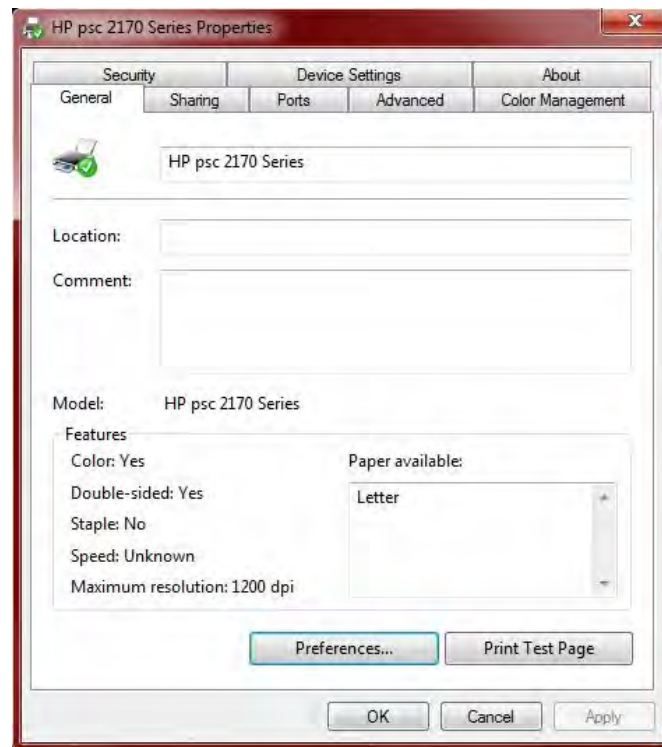 HP psc 2170 Series Properties
Security Device Settings About
General Sharing Ports Advanced Color Management
HP psc 2170 Series
Location:
Comment:
Model: HP psc 2170 Series
Features
Color: Yes
Paper available:
Double-sided: Yes
Letter
Staple: No
Speed: Unknown
Maximum resolution: 1200 dpi
Preferences... Print Test Page
OK Cancel Apply